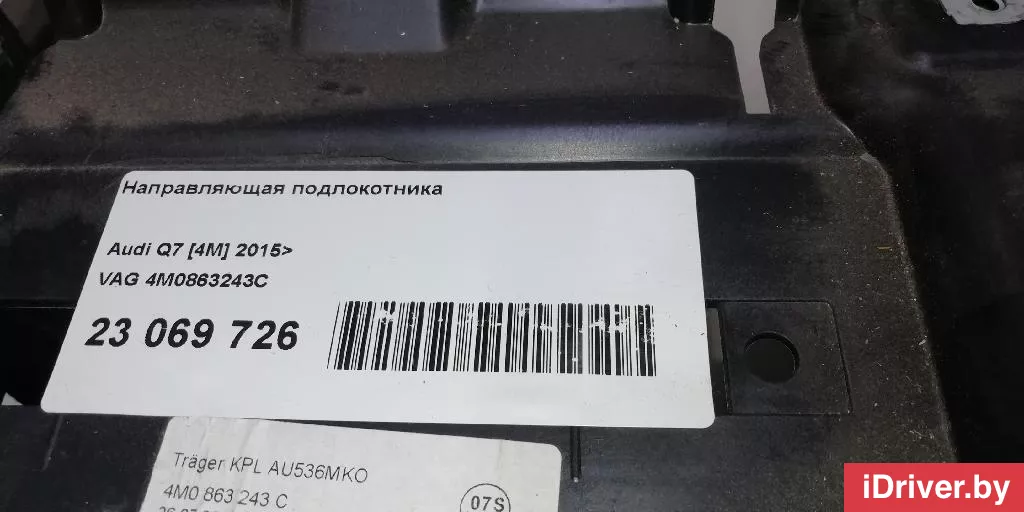 Направляющая подлокотника
Audi Q7 [4M] 2015>
VAG 4M0863243C
23 069 726
Träger KPL AU536MKO
4M0 863 243 C
07S
iDriver.by